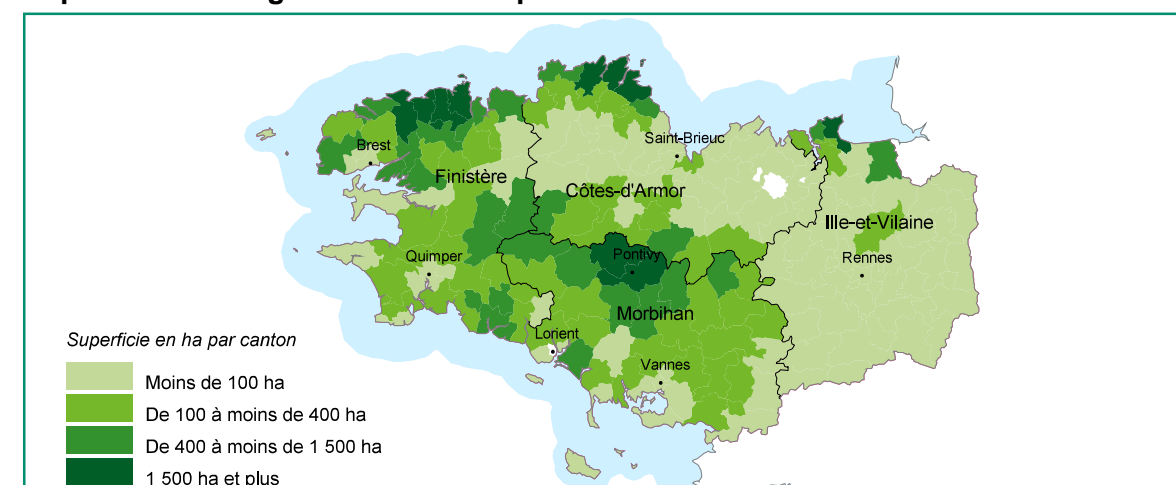 Saint-Brieuc
Brest
Finistère
Côtes-d'Armor
Ille-et-Vilaine
Quimper
Pontivy
Rennes
Morbihan
Lorient
Vannes
Superficie en ha par canton
Moins de 100 ha
De 100 à moins de 400 ha
De 400 à moins de 1 500 ha
1 500 ha et plus